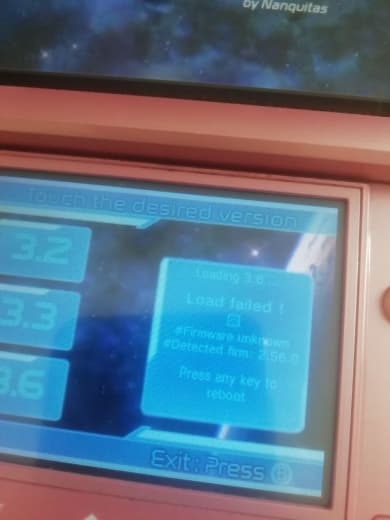 by Nanquitas
Touch the desired version
3.2
3.3
3.6
Loading 3.6...
Load failed !
#Firmware unknown
#Detected firm: 2.56.0
Press any key to
reboot
Exit : Press B